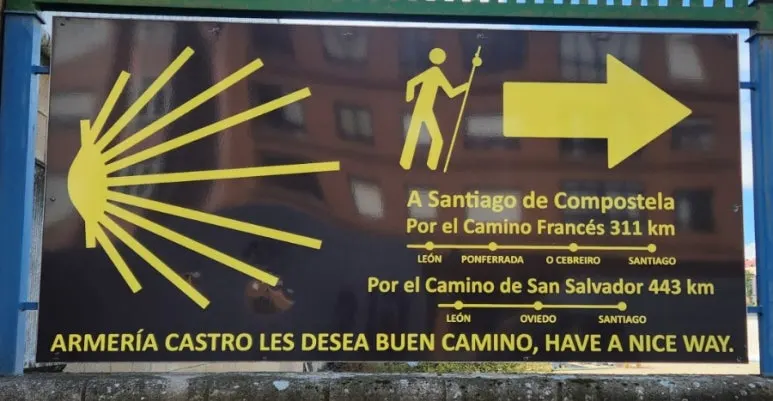 A Santiago de Compostela
Por el Camino Francés 311 km
LEÓN PONFERRADA O CEBREIRO SANTIAGO
Por el Camino de San Salvador 443 km
LEÓN OVIEDO SANTIAGO
ARMERÍA CASTRO LES DESEA BUEN CAMINO, HAVE A NICE WAY.